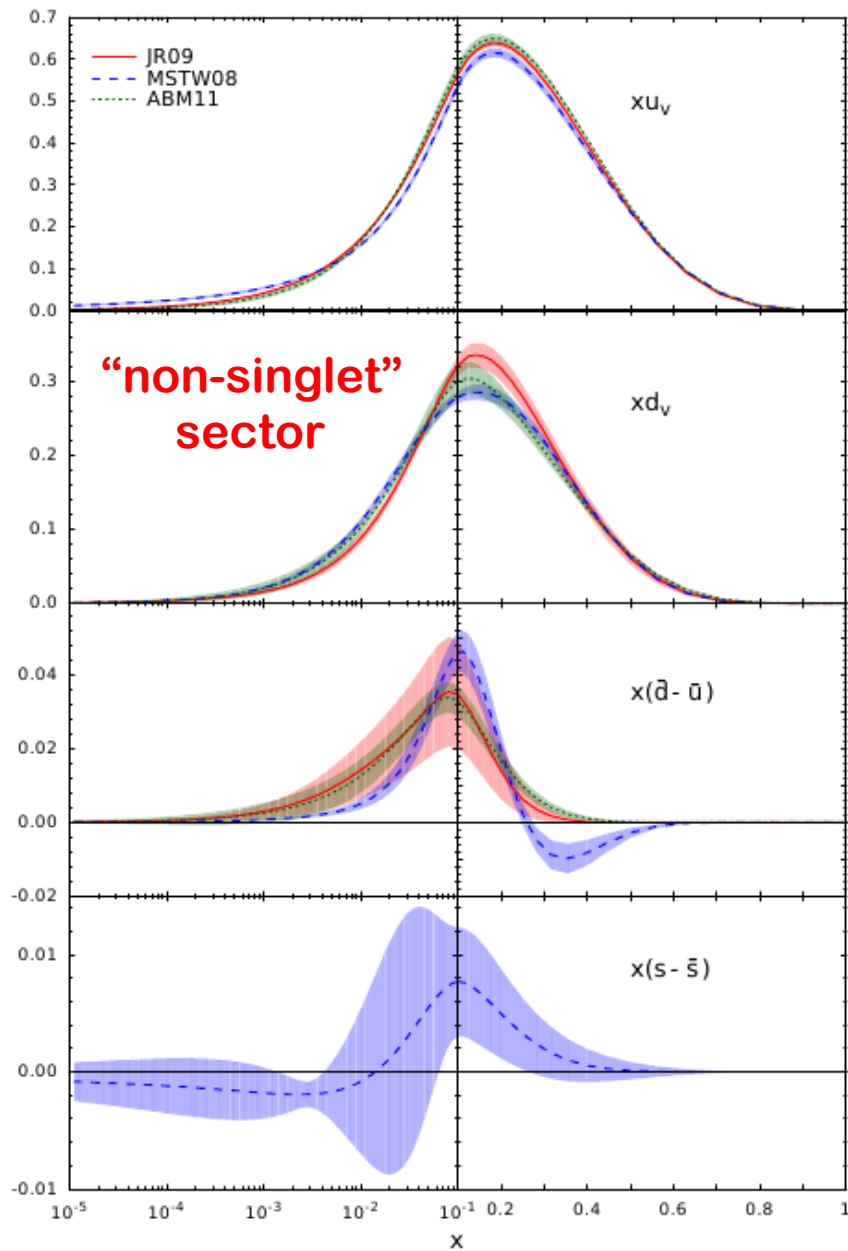 0.7
0.6
0.5
0.4
0.3
0.2
0.1
0.0
JR09
MSTW08
ABM11
xuᵥ
0.3
0.2
0.1
0.0
“non-singlet”
sector
xdᵥ
0.04
0.02
0.00
-0.02
x(d̄ - ū)
0.01
0.00
-0.01
x(s - s̄)
10⁻⁵ 10⁻⁴ 10⁻³ 10⁻² 10⁻¹ 0.2 0.4 0.6 0.8 1
x